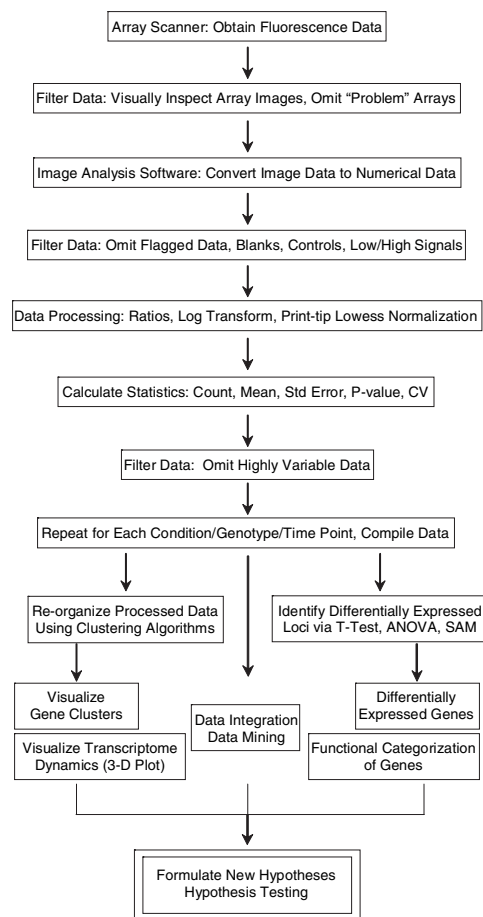 Array Scanner: Obtain Fluorescence Data
Filter Data: Visually Inspect Array Images, Omit “Problem” Arrays
Image Analysis Software: Convert Image Data to Numerical Data
Filter Data: Omit Flagged Data, Blanks, Controls, Low/High Signals
Data Processing: Ratios, Log Transform, Print-tip Lowess Normalization
Calculate Statistics: Count, Mean, Std Error, P-value, CV
Filter Data: Omit Highly Variable Data
Repeat for Each Condition/Genotype/Time Point, Compile Data
Re-organize Processed Data
Using Clustering Algorithms
Identify Differentially Expressed
Loci via T-Test, ANOVA, SAM
Visualize
Gene Clusters
Visualize Transcriptome
Dynamics (3-D Plot)
Data Integration
Data Mining
Differentially
Expressed Genes
Functional Categorization
of Genes
Formulate New Hypotheses
Hypothesis Testing